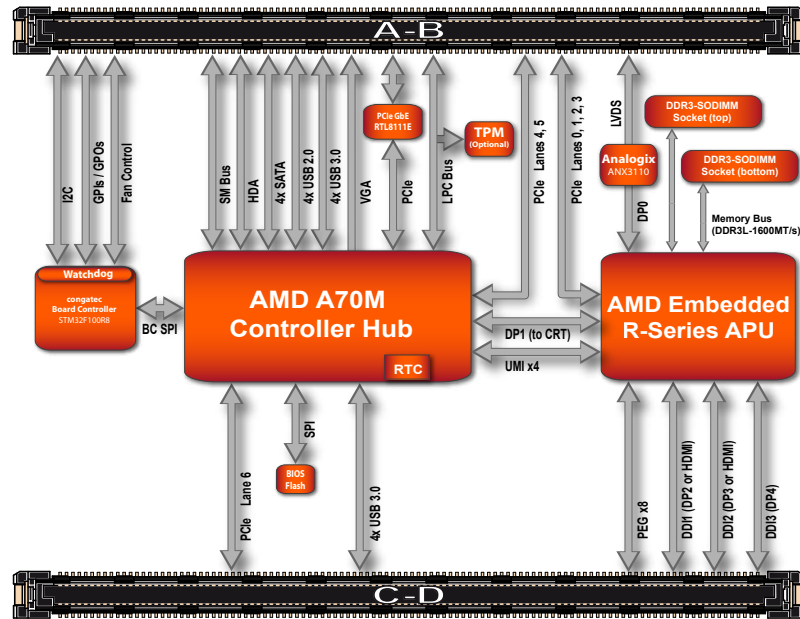 A-B
I2C
GPIs / GPOs
Fan Control
SM Bus
HDA
4x SATA
4x USB 2.0
4x USB 3.0
VGA
PCIe GbE
RTL8111E
PCIe
LPC Bus
TPM
(Optional)
PCIe Lanes 4, 5
PCIe Lanes 0, 1, 2, 3
LVDS
Analogix
ANX3110
DP0
DDR3-SODIMM
Socket (top)
DDR3-SODIMM
Socket (bottom)
Memory Bus
(DDR3L-1600MT/s)
Watchdog
congatec
Board Controller
STM32F100R8
BC SPI
AMD A70M
Controller Hub
RTC
DP1 (to CRT)
UMI x4
AMD Embedded
R-Series APU
PCIe Lane 6
SPI
BIOS
Flash
4x USB 3.0
PEG x8
DDI1 (DP2 or HDMI)
DDI2 (DP3 or HDMI)
DDI3 (DP4)
C-D